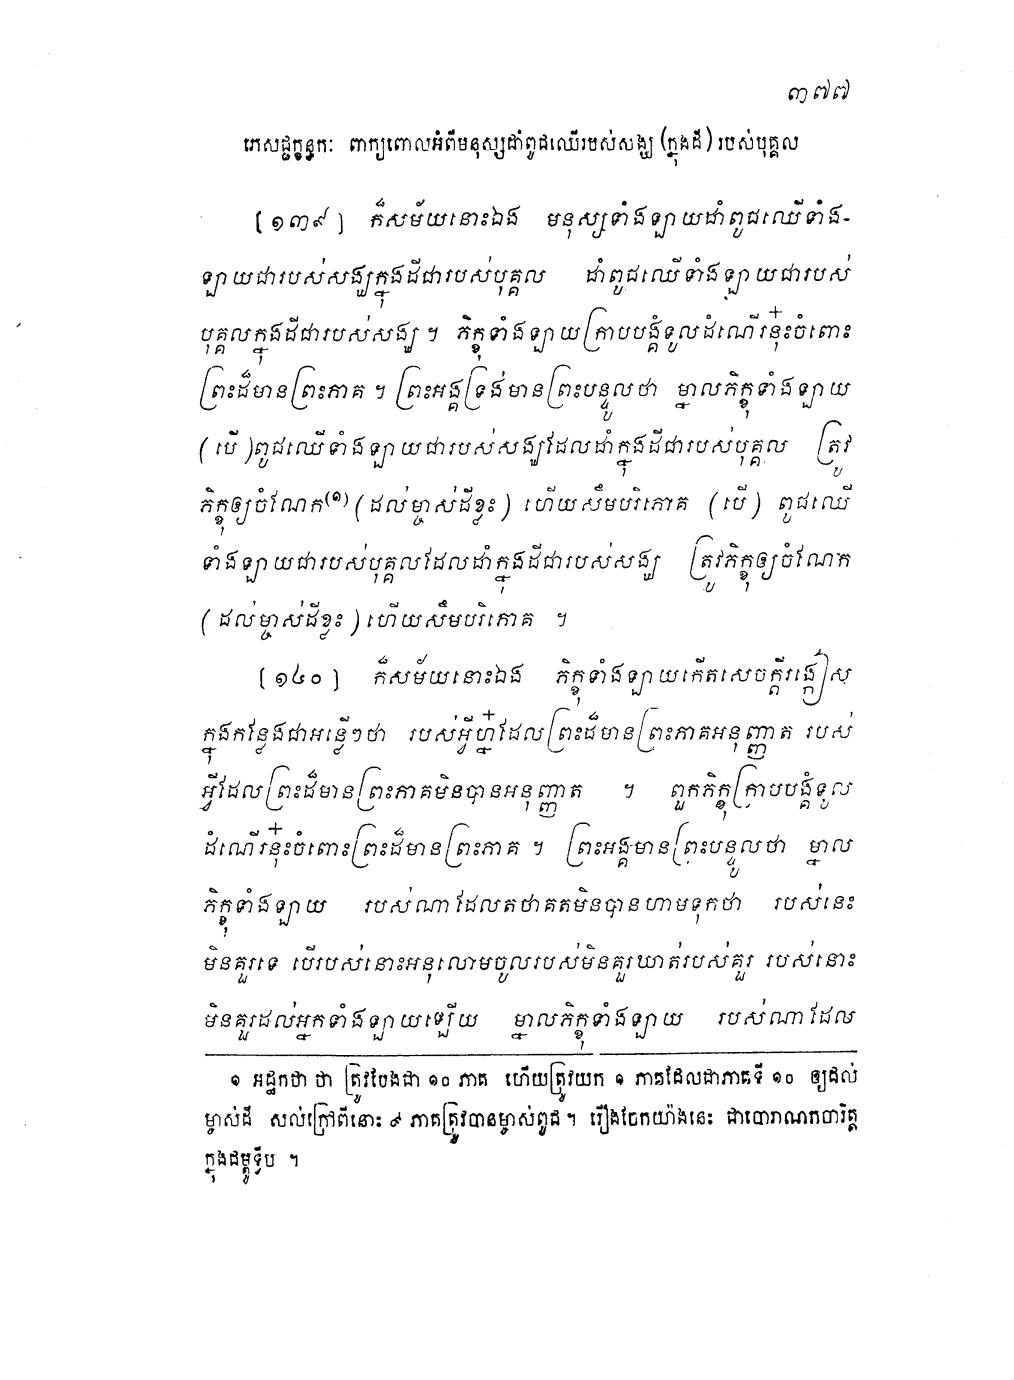 ៣៧៧
ភេសដ្ជក្ខន្ធកៈ ពាក្យពោលអំពីមនុស្សដាំពូជឈើរបស់សង្ឃ (ក្នុងដី) របស់បុគ្គល
[១៣៩] ក៏សម័យនោះឯង មនុស្សទាំងឡាយដាំពូជឈើទាំង-
ឡាយជារបស់សង្ឃក្នុងដីជារបស់បុគ្គល ដាំពូជឈើទាំងឡាយជារបស់
បុគ្គលក្នុងដីជារបស់សង្ឃ ។ ភិក្ខុទាំងឡាយក្រាបបង្គំទូលដំណើរនុ៎ះចំពោះ
ព្រះដ៏មានព្រះភាគ ។ ព្រះអង្គទ្រង់មានព្រះបន្ទូលថា ម្នាលភិក្ខុទាំងឡាយ
(បើ)ពូជឈើទាំងឡាយជារបស់សង្ឃដែលដាំក្នុងដីជារបស់បុគ្គល ត្រូវ
ភិក្ខុឲ្យចំណែក(១) (ដល់ម្ចាស់ដីខ្លះ) ហើយសឹមបរិភោគ (បើ) ពូជឈើ
ទាំងឡាយជារបស់បុគ្គលដែលដាំក្នុងដីជារបស់សង្ឃ ត្រូវភិក្ខុឲ្យចំណែក
(ដល់ម្ចាស់ដីខ្លះ)ហើយសឹមបរិភោគ ។
[១៤០] ក៏សម័យនោះឯង ភិក្ខុទាំងឡាយកើតសេចក្តីរង្កៀស
ក្នុងកន្លែងជាអន្លើៗថា របស់អ្វីហ្ន៎ដែលព្រះដ៏មានព្រះភាគអនុញ្ញាត របស់
អ្វីដែលព្រះដ៏មានព្រះភាគមិនបានអនុញ្ញាត ។ ពួកភិក្ខុក្រាបបង្គំទូល
ដំណើរនុ៎ះចំពោះព្រះដ៏មានព្រះភាគ ។ ព្រះអង្គមានព្រះបន្ទូលថា ម្នាល
ភិក្ខុទាំងឡាយ របស់ណាដែលតថាគតមិនបានហាមទុកថា របស់នេះ
មិនគួរទេ បើរបស់នោះអនុលោមចូលរបស់មិនគួរឃាត់របស់គួរ របស់នោះ
មិនគួរដល់អ្នកទាំងឡាយឡើយ ម្នាលភិក្ខុទាំងឡាយ របស់ណាដែល
១ អដ្ឋកថា ថា ត្រូវចែងជា ១០ ភាគ ហើយត្រូវយក ១ ភាគដែលជាភាគទី ១០ ឲ្យដល់
ម្ចាស់ដី សល់ក្រៅពីនោះ ៩ ភាគត្រូវបានម្ចាស់ពូជ ។ រឿងចែកយ៉ាងនេះ ជាបោរាណកចារិត្ត
ក្នុងជម្ពូទ្វីប ។